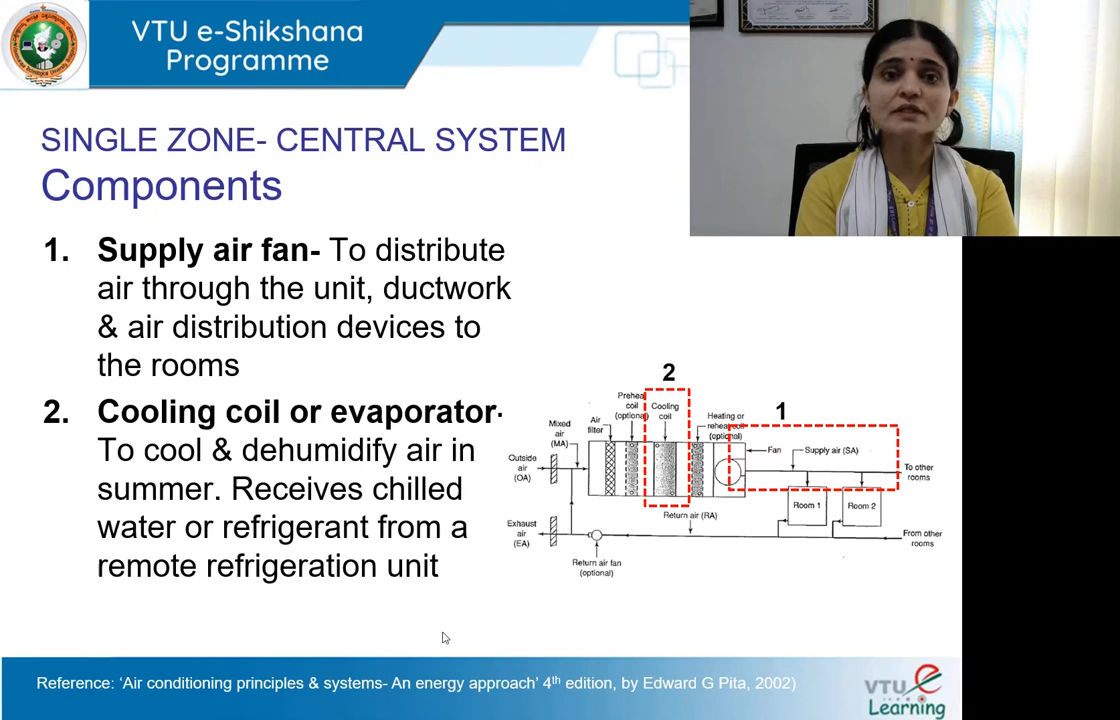 VTU e-Shikshana
Programme
SINGLE ZONE- CENTRAL SYSTEM
Components
1. Supply air fan- To distribute
air through the unit, ductwork
& air distribution devices to
the rooms
2. Cooling coil or evaporator-
To cool & dehumidify air in
summer. Receives chilled
water or refrigerant from a
remote refrigeration unit
2
1
Mixed
air
(MA)
Air
filter
Preheat
coil
(optional)
Cooling
coil
Heating or
reheat coil
(optional)
Fan
Supply air (SA)
To other
rooms
Outside
air
(OA)
Room 1
Room 2
Return air (RA)
Exhaust
air
(EA)
Return air fan
(optional)
From other
rooms
Reference: 'Air conditioning principles & systems- An energy approach' 4th edition, by Edward G Pita, 2002)
VTU e
Learning